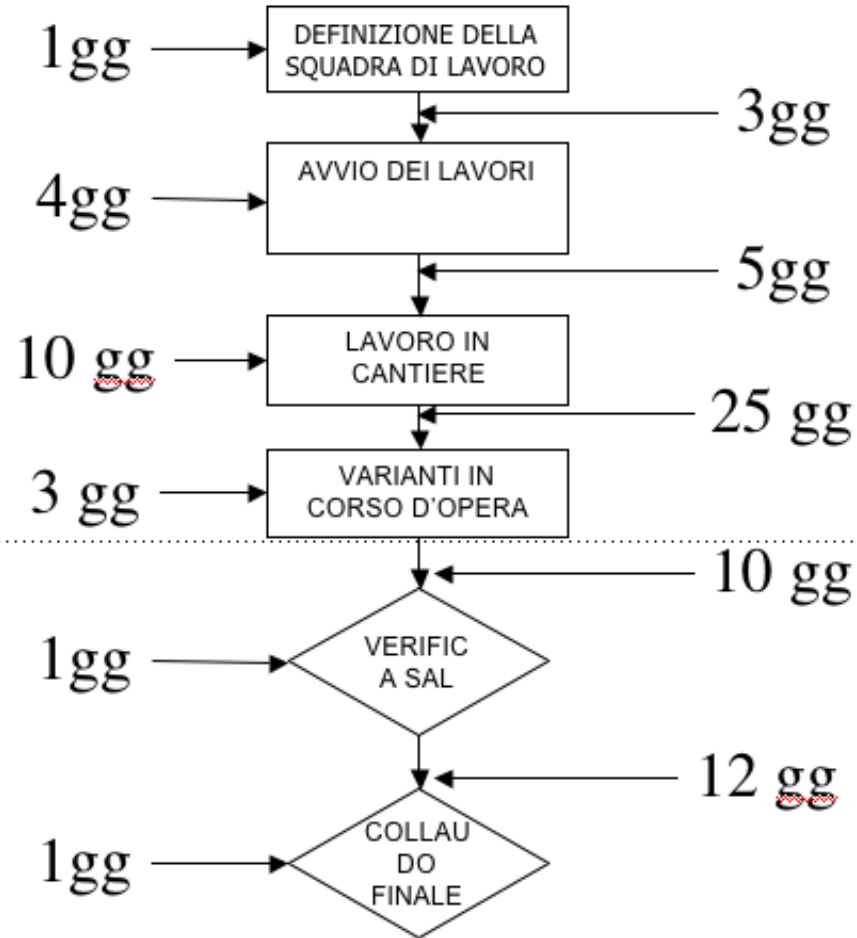 1gg
DEFINIZIONE DELLA
SQUADRA DI LAVORO
3gg
4gg
AVVIO DEI LAVORI
5gg
10 gg
LAVORO IN
CANTIERE
25 gg
3 gg
VARIANTI IN
CORSO D'OPERA
10 gg
1gg
VERIFIC
A SAL
12 gg
1gg
COLLAU
DO
FINALE